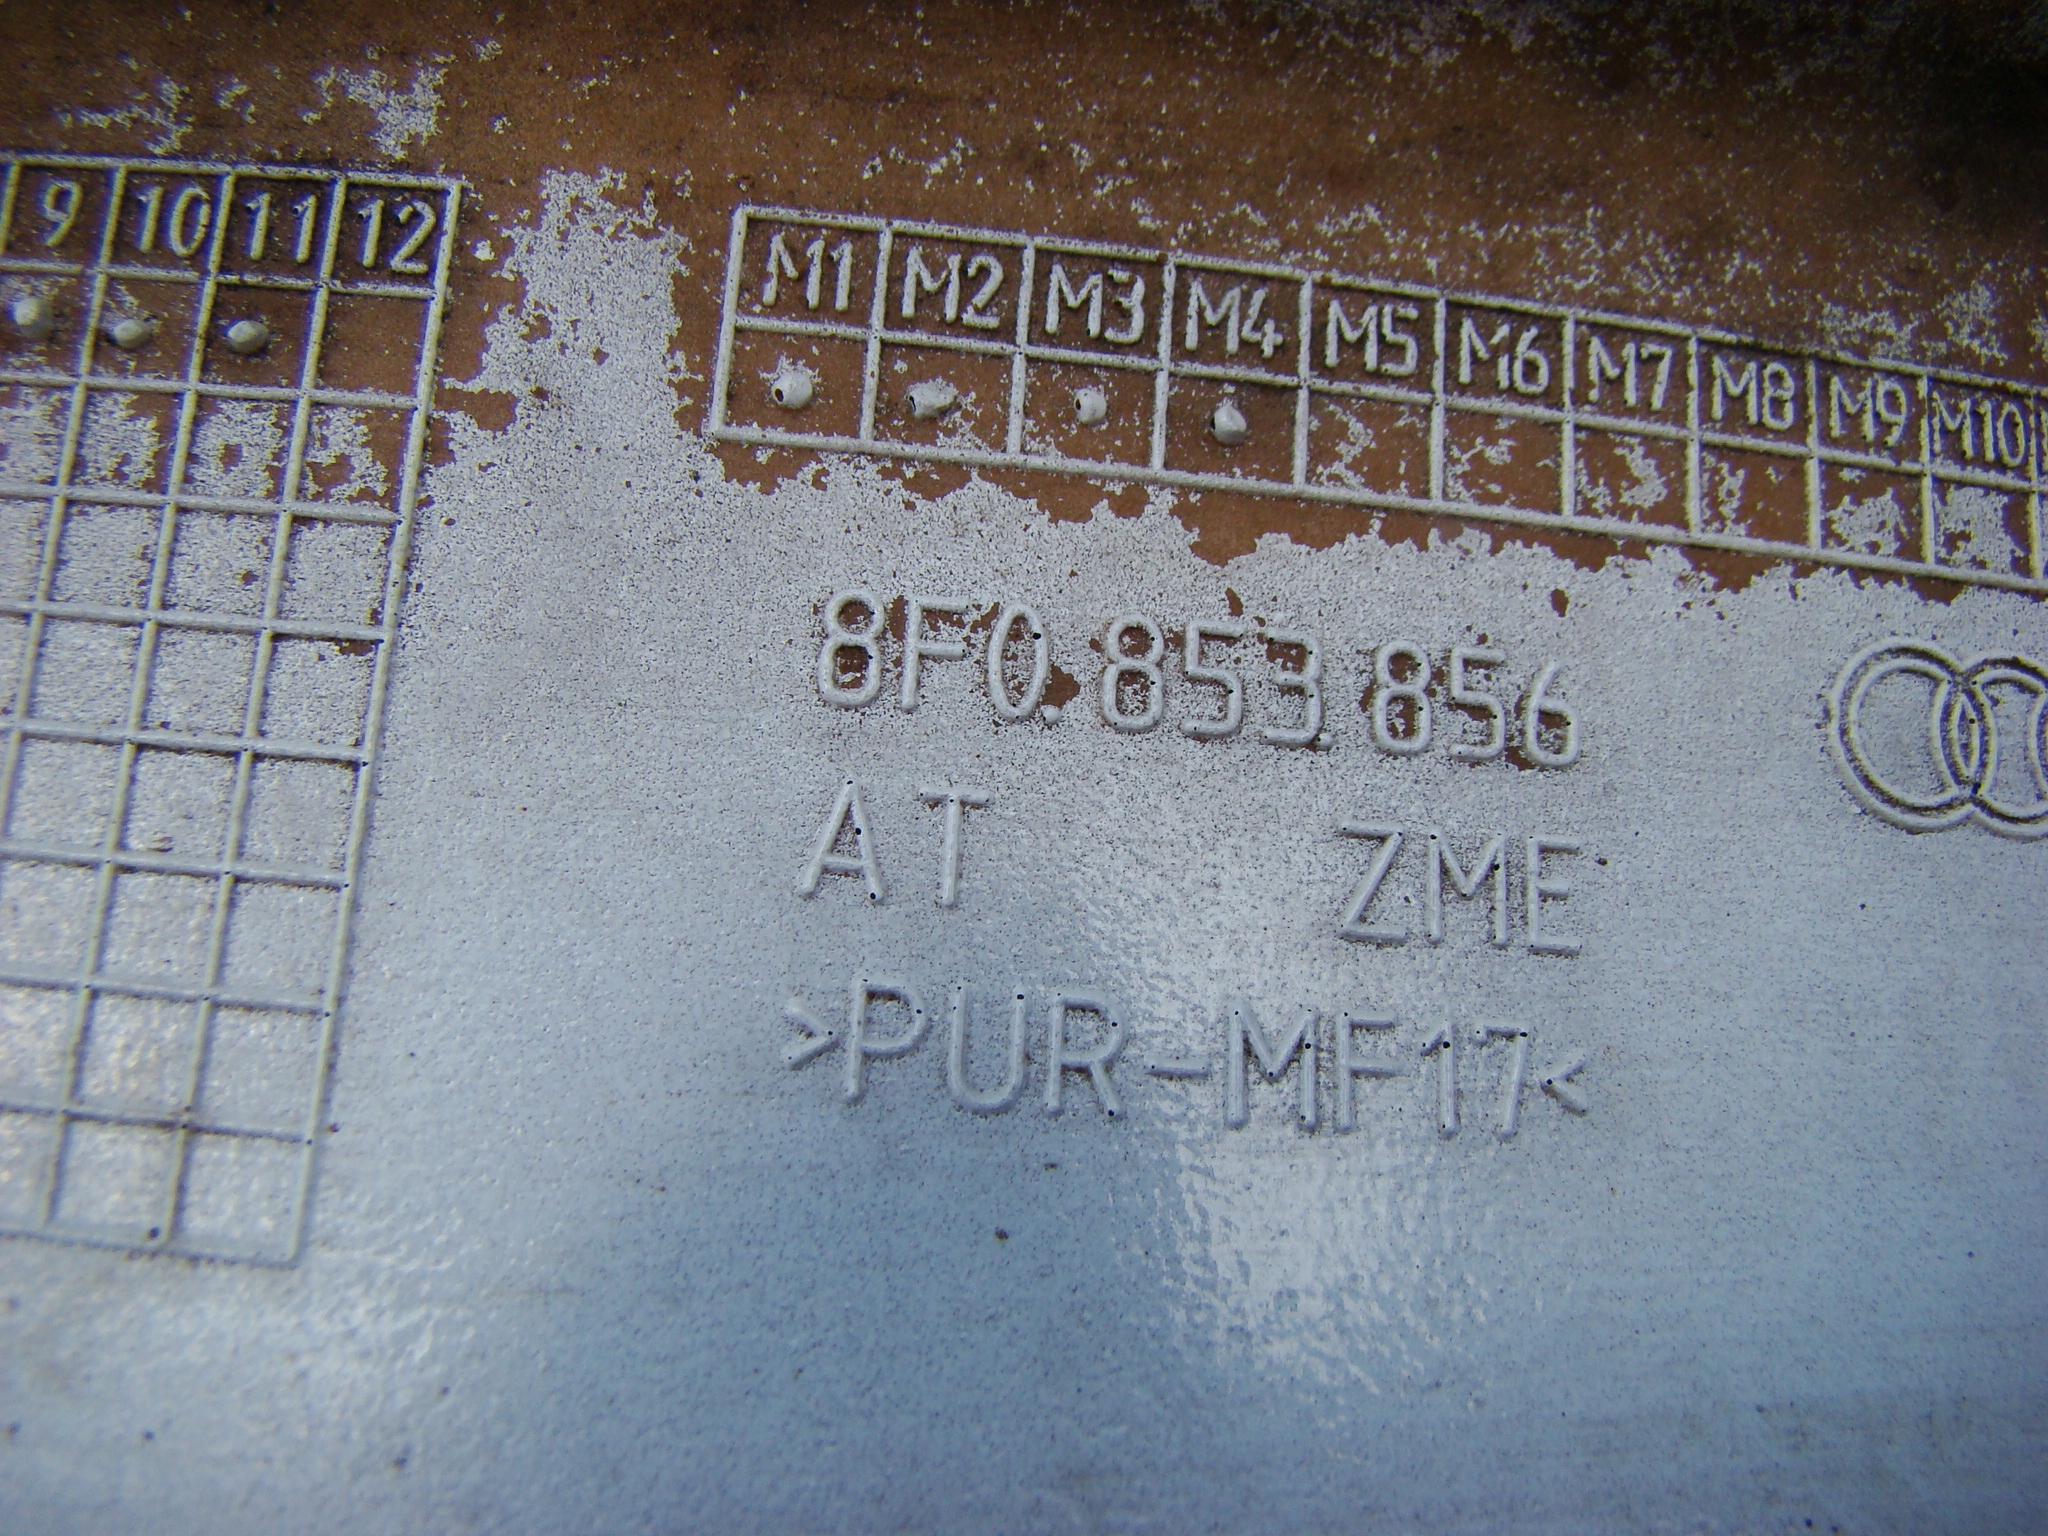 9 10 11 12
M1 M2 M3 M4 M5 M6 M7 M8 M9 M10
8F0.853.856
AT ZME
>PUR-MF17<